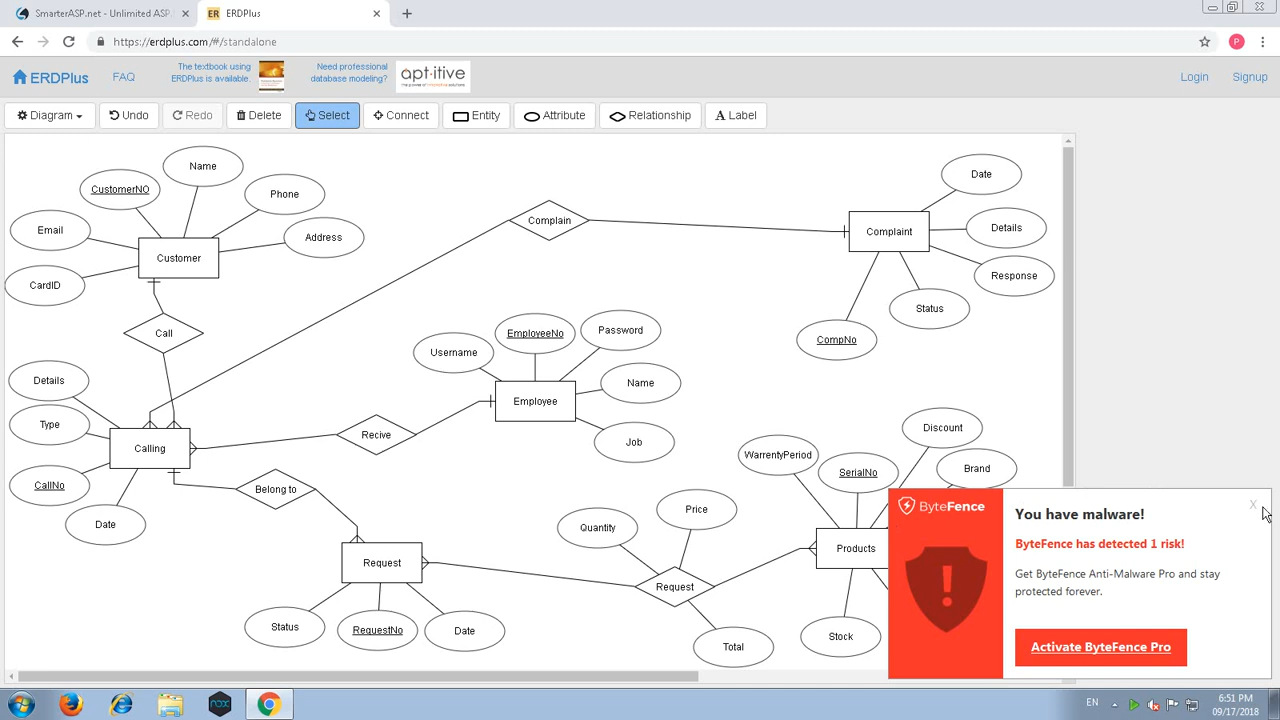 SmarterASP.net - Unlimited ASP.
ER ERDPlus
https://erdplus.com/#/standalone
P
ERDPlus
FAQ
The textbook using
ERDPlus is available.
Need professional
database modeling?
apt·itive
Login
Signup
Diagram
Undo
Redo
Delete
Select
Connect
Entity
Attribute
Relationship
A Label
Name
CustomerNO
Phone
Email
Address
Customer
CardID
Call
Complain
Date
Complaint
Details
Response
Status
CompNo
Username
EmployeeNo
Password
Name
Employee
Job
Details
Type
Calling
CallNo
Date
Recive
Belong to
Request
Status
RequestNo
Date
Quantity
Price
Request
Total
WarrentyPeriod
SerialNo
Discount
Brand
Products
Stock
ByteFence
X
You have malware!
ByteFence has detected 1 risk!
Get ByteFence Anti-Malware Pro and stay
protected forever.
Activate ByteFence Pro
nox
EN
6:51 PM
09/17/2018